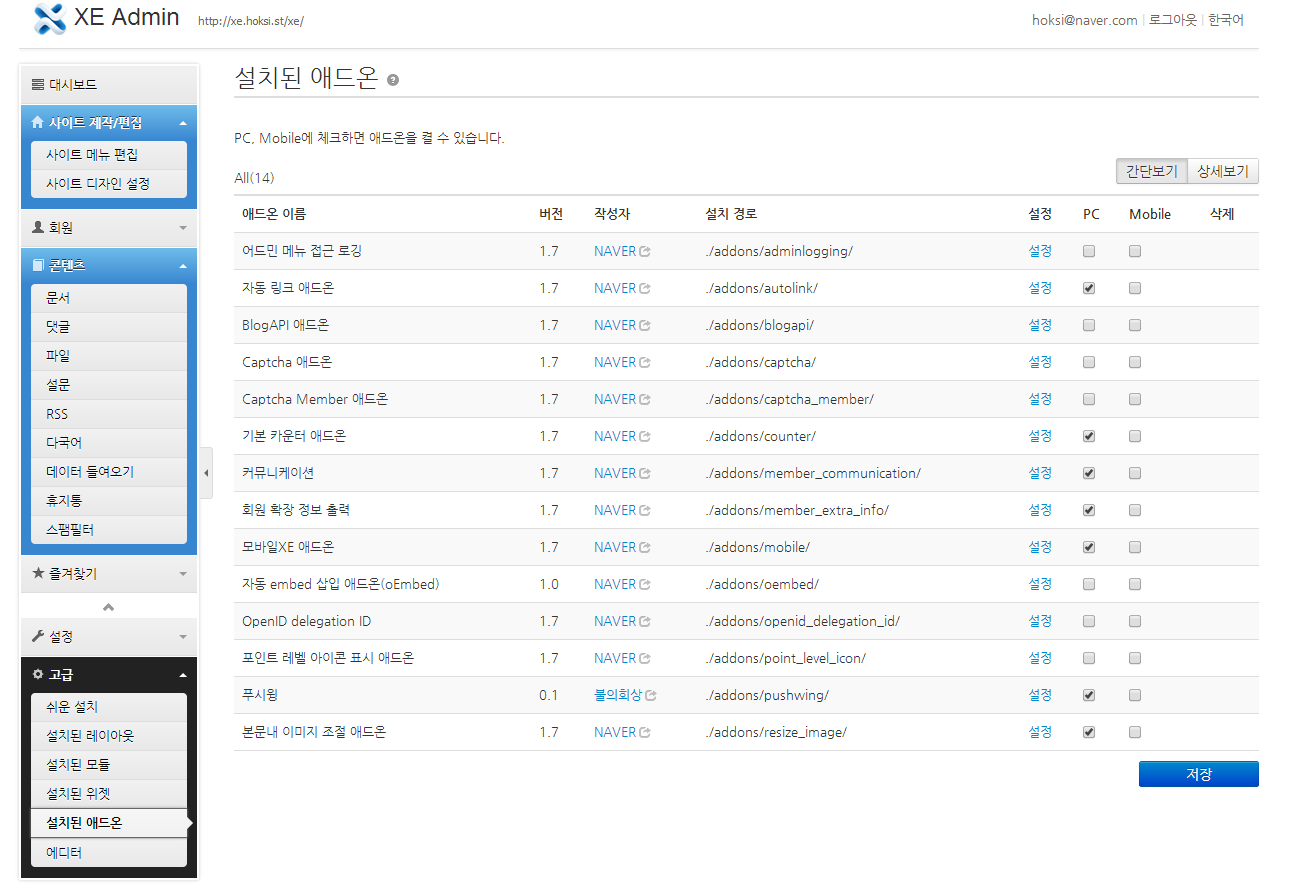 XE Admin http://xe.hoksi.st/xe/ hoksi@naver.com 로그아웃 한국어
대시보드
사이트 제작/편집
사이트 메뉴 편집
사이트 디자인 설정
회원
콘텐츠
문서
댓글
파일
설문
RSS
다국어
데이터 들여오기
휴지통
스팸필터
즐겨찾기
설정
고급
쉬운 설치
설치된 레이아웃
설치된 모듈
설치된 위젯
설치된 애드온
에디터
설치된 애드온 ?
PC, Mobile에 체크하면 애드온을 켤 수 있습니다.
All(14) 간단보기 상세보기
애드온 이름 버전 작성자 설치 경로 설정 PC Mobile 삭제
어드민 메뉴 접근 로깅 1.7 NAVER ./addons/adminlogging/ 설정
자동 링크 애드온 1.7 NAVER ./addons/autolink/ 설정
BlogAPI 애드온 1.7 NAVER ./addons/blogapi/ 설정
Captcha 애드온 1.7 NAVER ./addons/captcha/ 설정
Captcha Member 애드온 1.7 NAVER ./addons/captcha_member/ 설정
기본 카운터 애드온 1.7 NAVER ./addons/counter/ 설정
커뮤니케이션 1.7 NAVER ./addons/member_communication/ 설정
회원 확장 정보 출력 1.7 NAVER ./addons/member_extra_info/ 설정
모바일XE 애드온 1.7 NAVER ./addons/mobile/ 설정
자동 embed 삽입 애드온(oEmbed) 1.0 NAVER ./addons/oembed/ 설정
OpenID delegation ID 1.7 NAVER ./addons/openid_delegation_id/ 설정
포인트 레벨 아이콘 표시 애드온 1.7 NAVER ./addons/point_level_icon/ 설정
푸시윙 0.1 불의회상 ./addons/pushwing/ 설정
본문내 이미지 조절 애드온 1.7 NAVER ./addons/resize_image/ 설정
저장